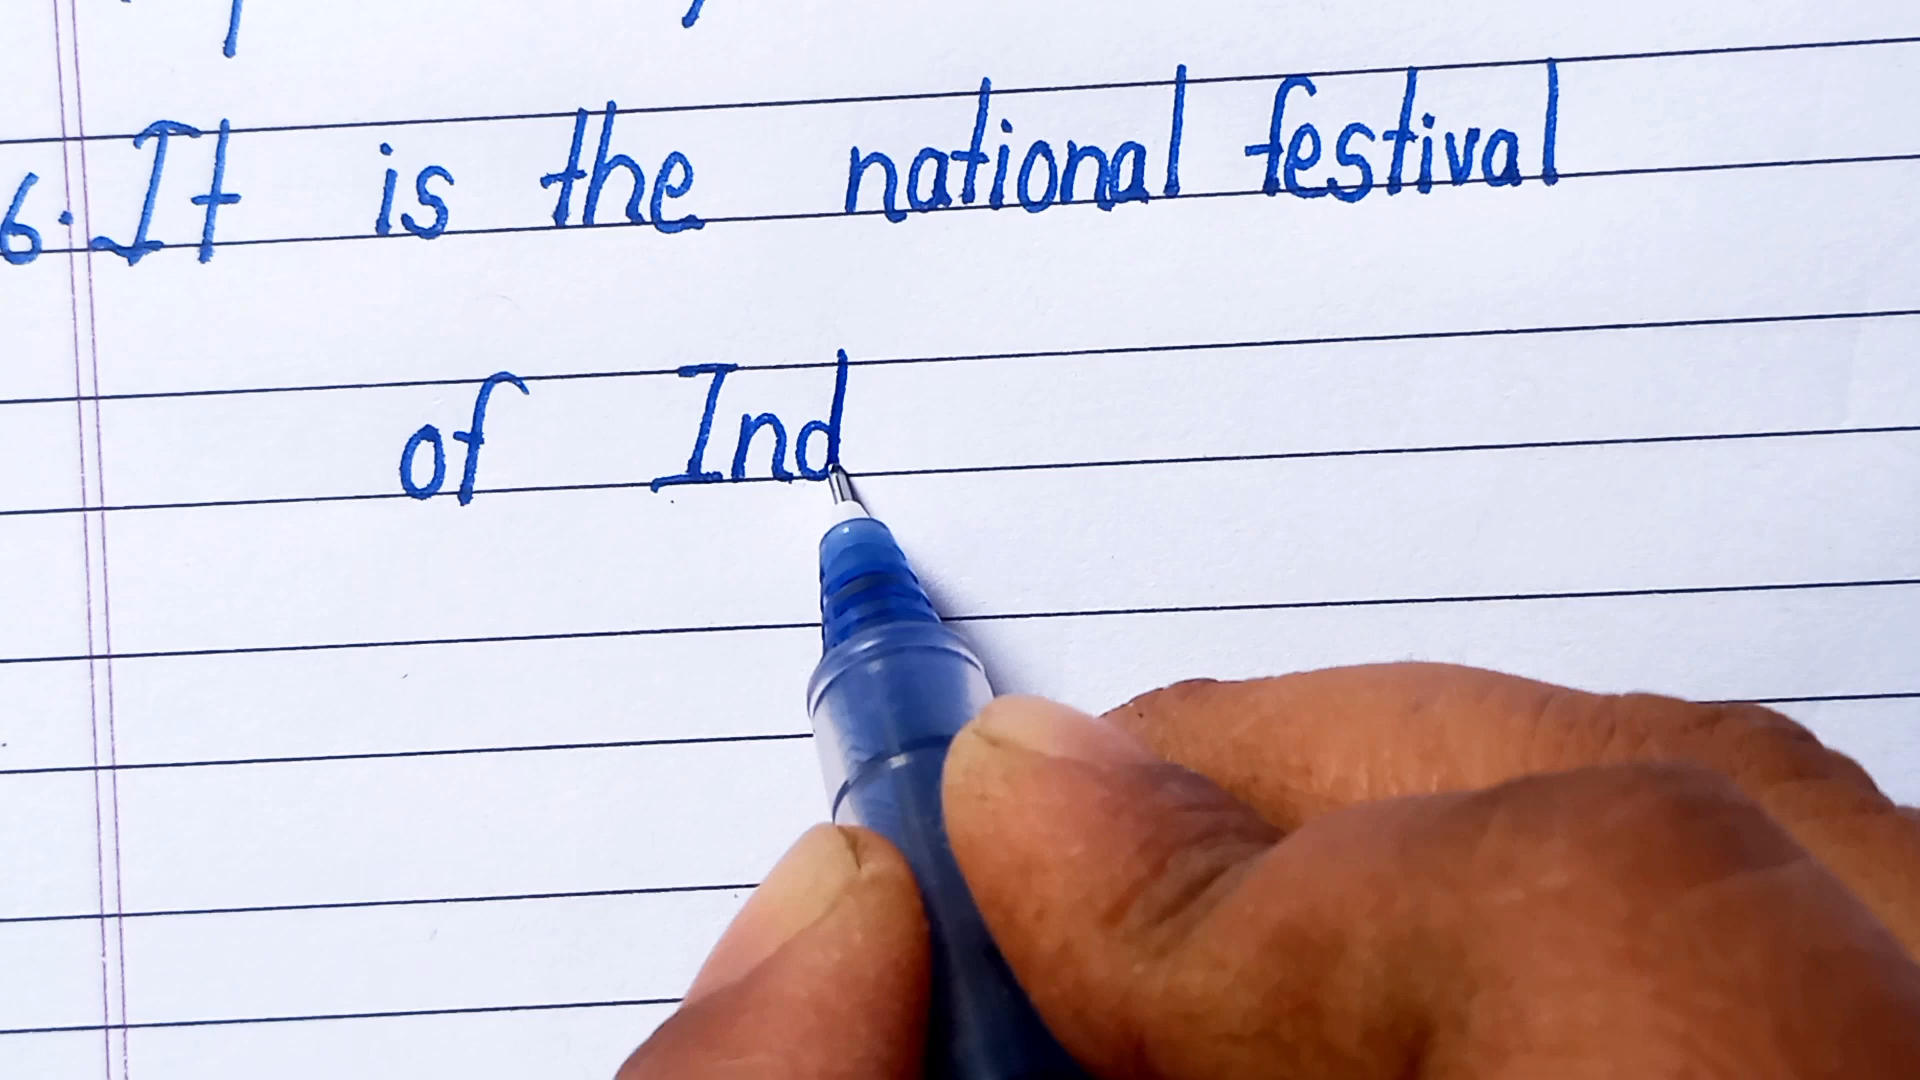 6. It is the national festival
of Ind